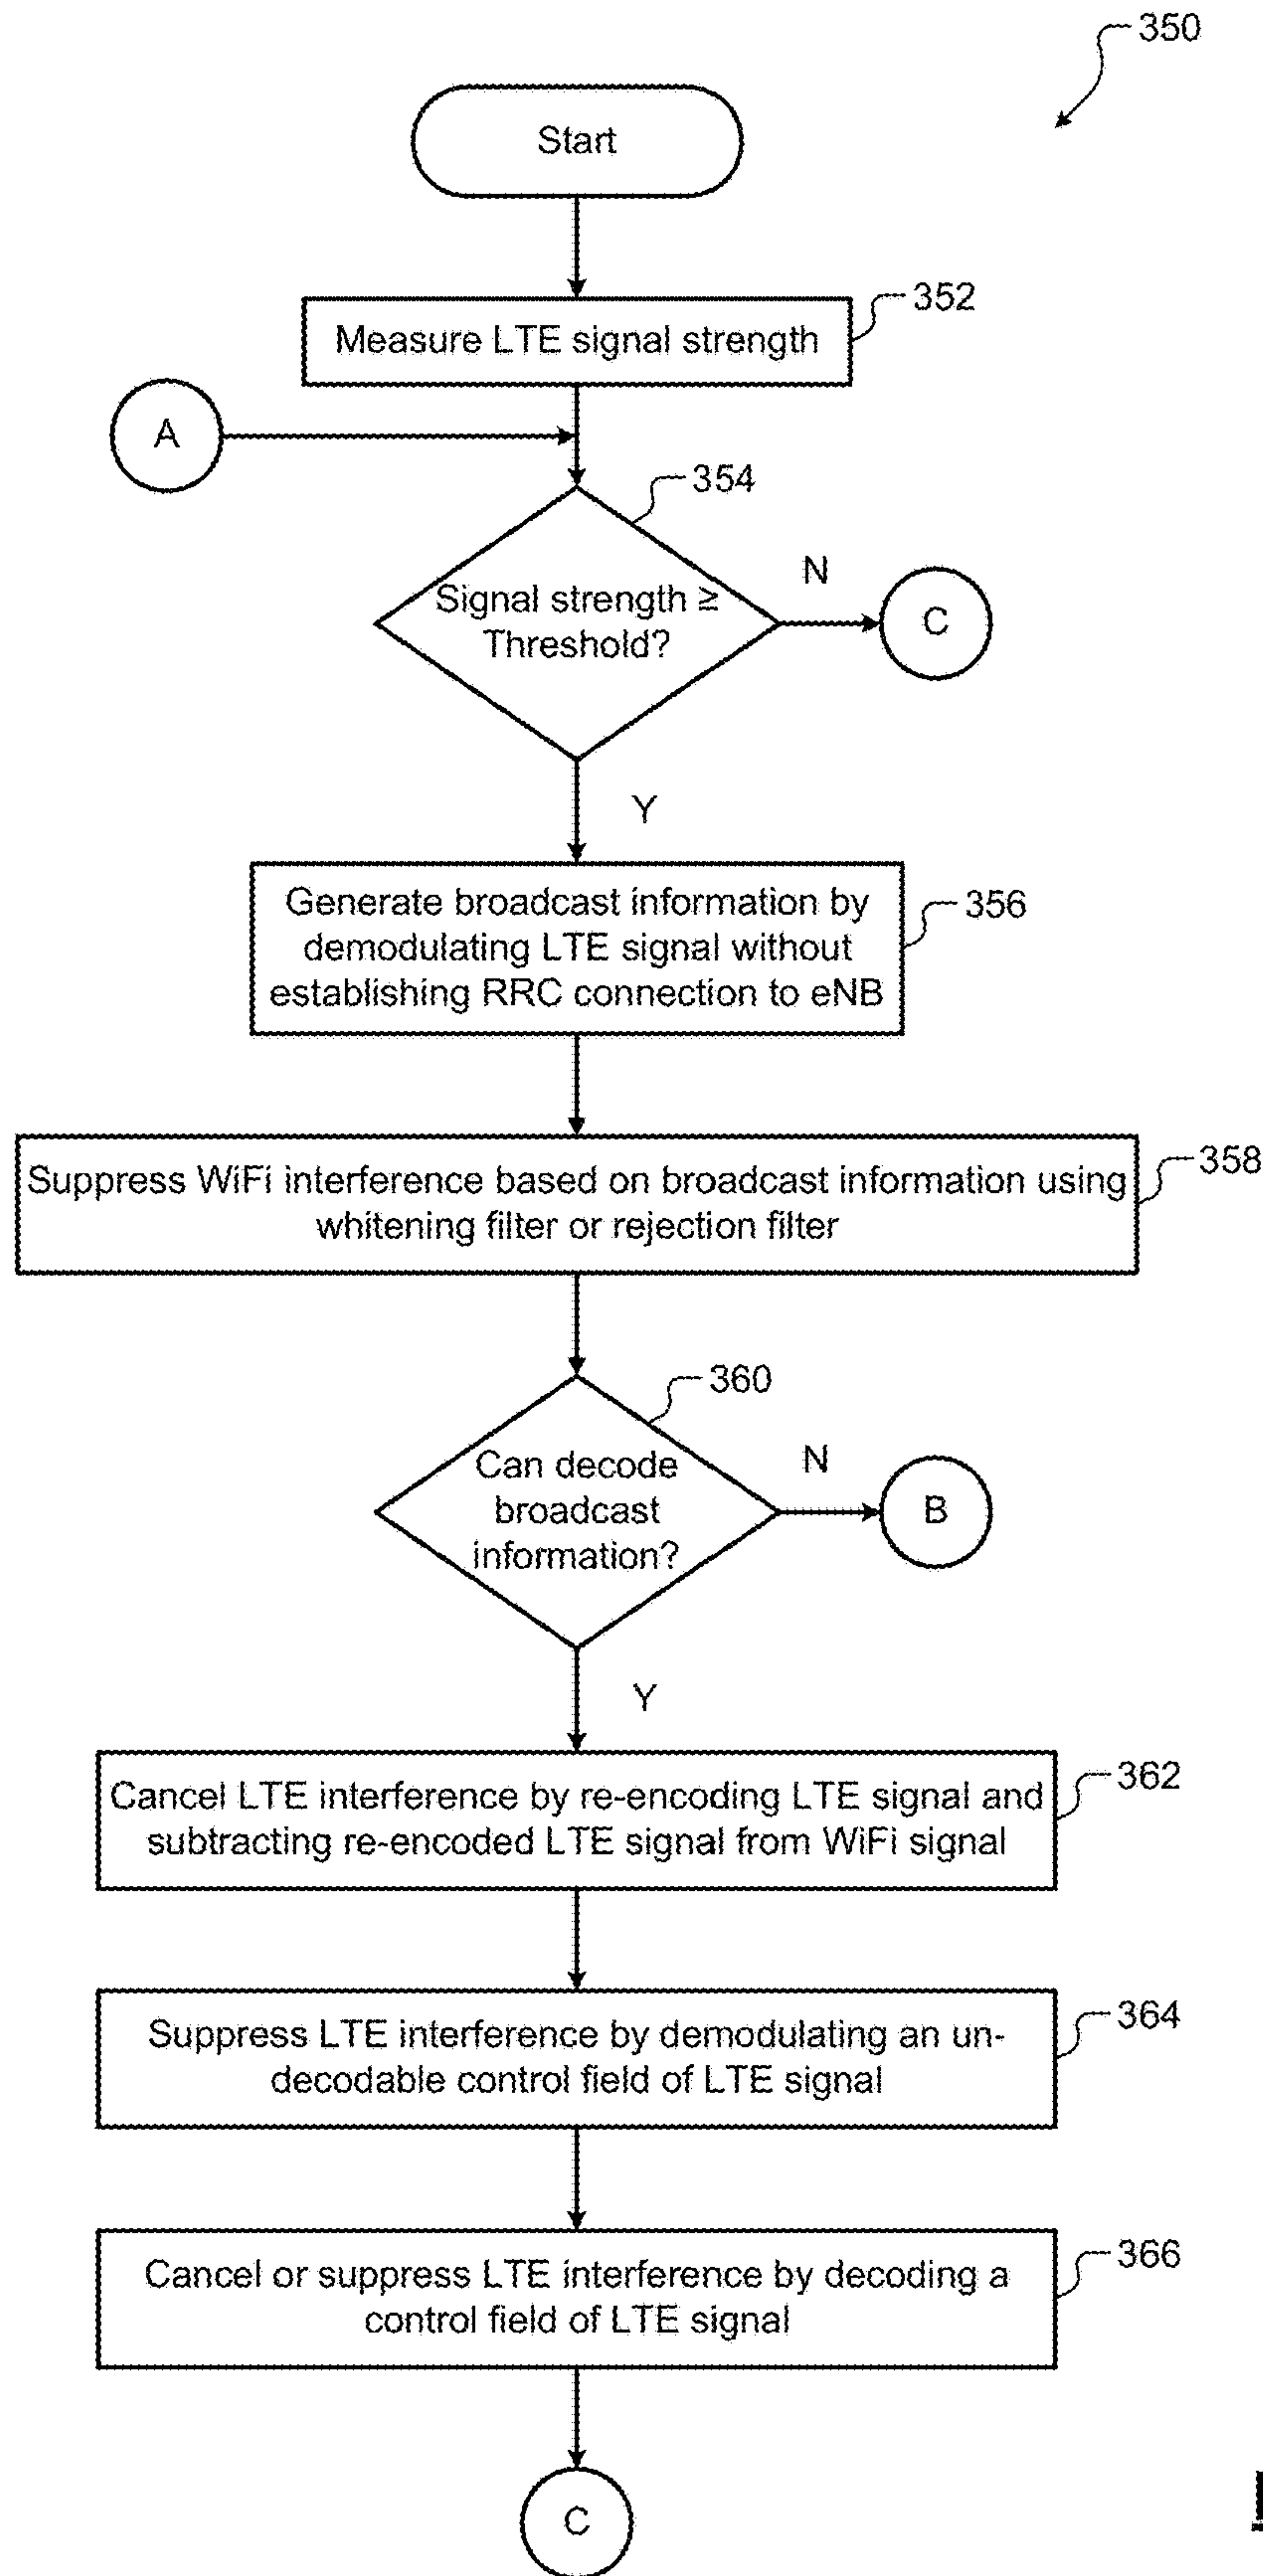 350
Start
352
Measure LTE signal strength
A
354
Signal strength ≥
Threshold?
N
C
Y
Generate broadcast information by
demodulating LTE signal without
establishing RRC connection to eNB
356
Suppress WiFi interference based on broadcast information using
whitening filter or rejection filter
358
360
Can decode
broadcast
information?
N
B
Y
Cancel LTE interference by re-encoding LTE signal and
subtracting re-encoded LTE signal from WiFi signal
362
Suppress LTE interference by demodulating an un-
decodable control field of LTE signal
364
Cancel or suppress LTE interference by decoding a
control field of LTE signal
366
C